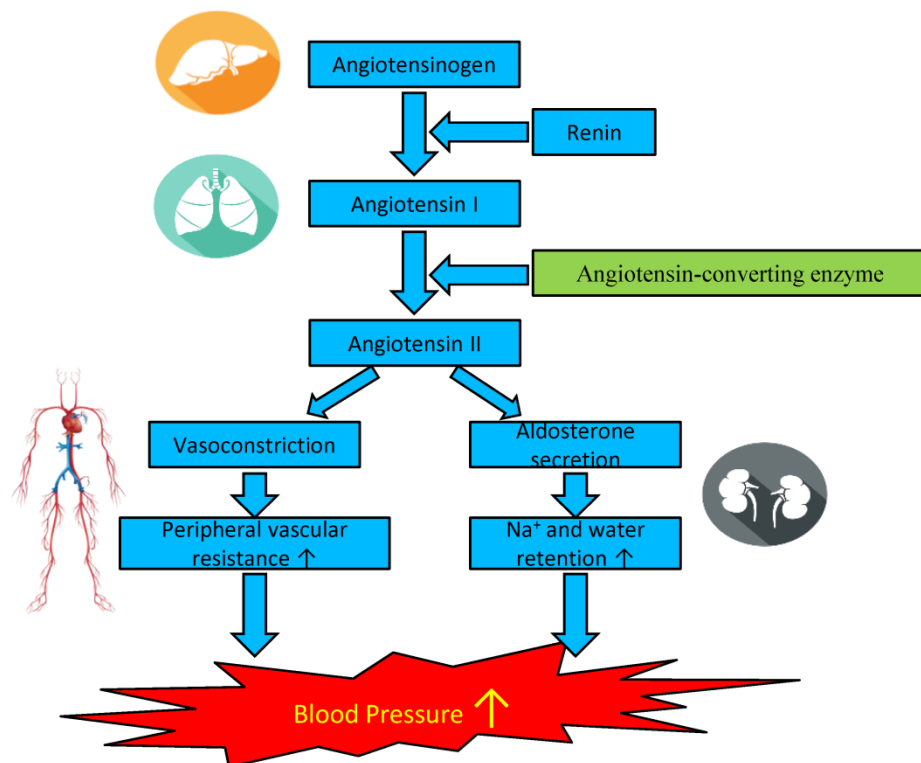 Angiotensinogen
Renin
Angiotensin I
Angiotensin-converting enzyme
Angiotensin II
Vasoconstriction
Aldosterone
secretion
Peripheral vascular
resistance ↑
Na⁺ and water
retention ↑
Blood Pressure ↑